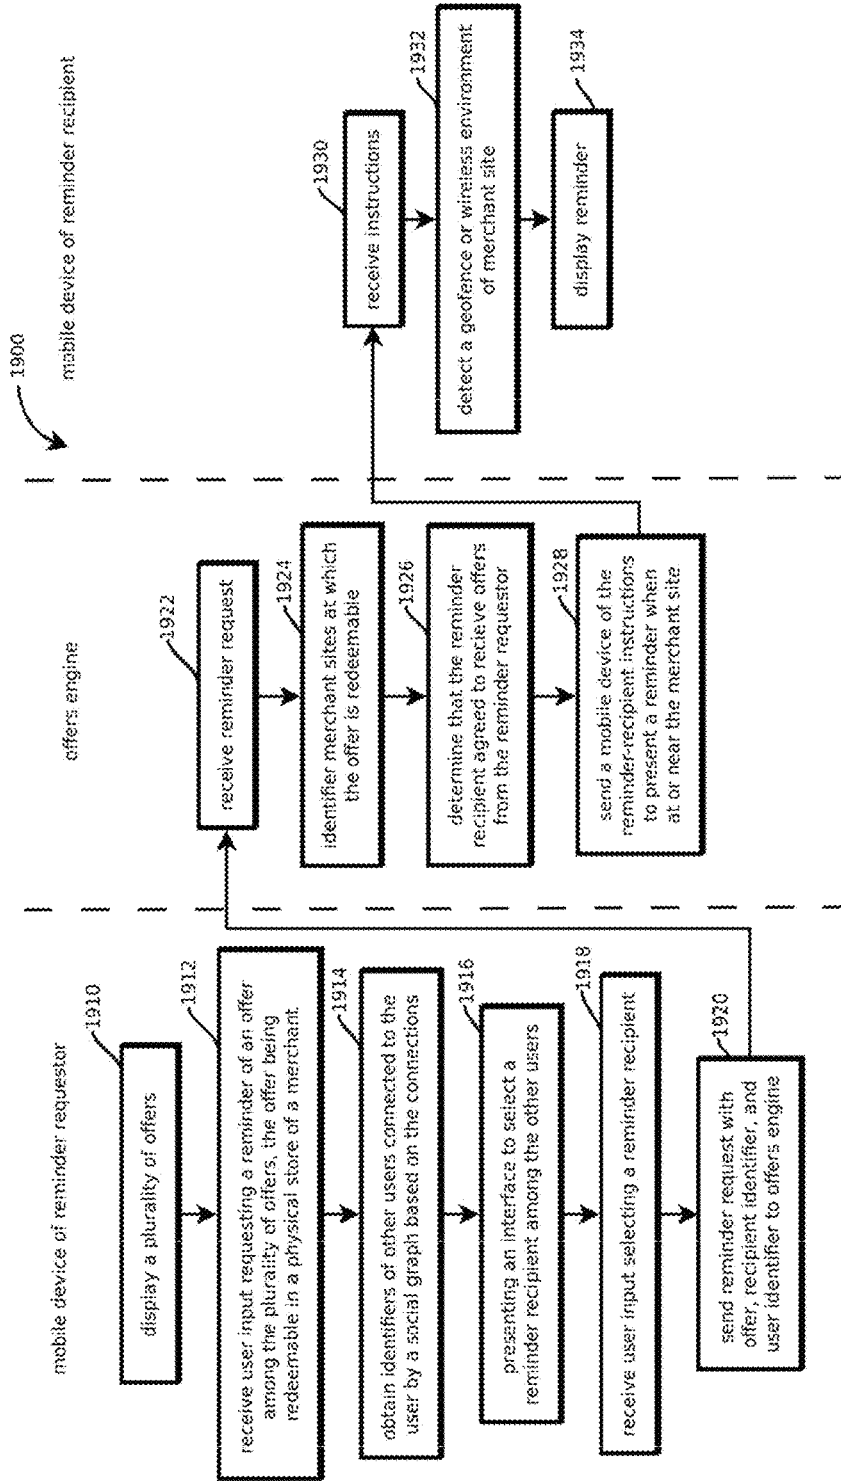 1900
mobile device of reminder requestor
1910
display a plurality of offers
1912
receive user input requesting a reminder of an offer
among the plurality of offers, the offer being
redeemable in a physical store of a merchant.
1914
obtain identifiers of other users connected to the
user by a social graph based on the connections
1916
presenting an interface to select a
reminder recipient among the other users
1918
receive user input selecting a reminder recipient
1920
send reminder request with
offer, recipient identifier, and
user identifier to offers engine
offers engine
1922
receive reminder request
1924
identifier merchant sites at which
the offer is redeemable
1926
determine that the reminder
recipient agreed to recieve offers
from the reminder requestor
1928
send a mobile device of the
reminder-recipient instructions
to present a reminder when
at or near the merchant site
mobile device of reminder recipient
1930
receive instructions
1932
detect a geofence or wireless environment
of merchant site
1934
display reminder